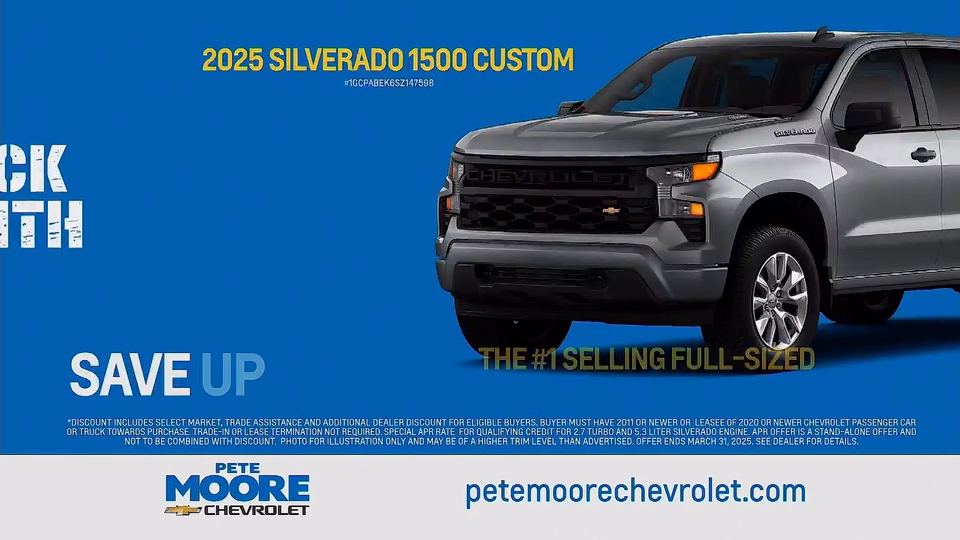 2025 SILVERADO 1500 CUSTOM
#1GCPABEK6SZ147598
CK
NTH
CHEVROLET
SILVERADO
THE #1 SELLING FULL-SIZED
SAVE UP
*DISCOUNT INCLUDES SELECT MARKET, TRADE ASSISTANCE AND ADDITIONAL DEALER DISCOUNT FOR ELIGIBLE BUYERS. BUYER MUST HAVE 2011 OR NEWER OR LEASEE OF 2020 OR NEWER CHEVROLET PASSENGER CAR
OR TRUCK TOWARDS PURCHASE. TRADE-IN OR LEASE TERMINATION NOT REQUIRED. SPECIAL APR RATE FOR QUALIFYING CREDIT FOR 2.7 TURBO AND 5.3 LITER SILVERADO ENGINE. APR OFFER IS A STAND-ALONE OFFER AND
NOT TO BE COMBINED WITH DISCOUNT. PHOTO FOR ILLUSTRATION ONLY AND MAY BE OF A HIGHER TRIM LEVEL THAN ADVERTISED. OFFER ENDS MARCH 31, 2025. SEE DEALER FOR DETAILS.
PETE
MOORE
CHEVROLET
petemoorechevrolet.com